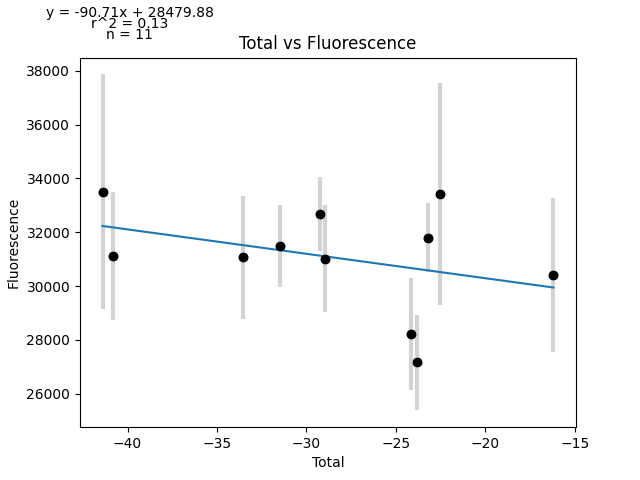 y = -90.71x + 28479.88
r^2 = 0.13
n = 11
Total vs Fluorescence
38000
36000
34000
32000
30000
28000
26000
Fluorescence
−40
−35
−30
−25
−20
−15
Total